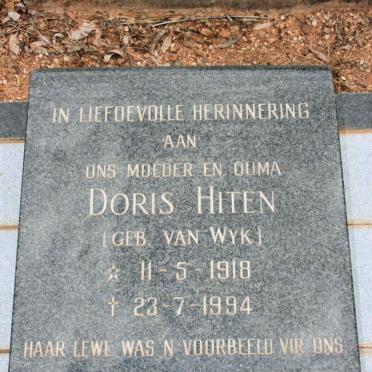 IN LIEFDEVOLLE HERINNERING
AAN
ONS MOEDER EN OUMA
DORIS HITEN
[GEB. VAN WYK]
☆ 11-5-1918
† 23-7-1994
HAAR LEWE WAS 'N VOORBEELD VIR ONS